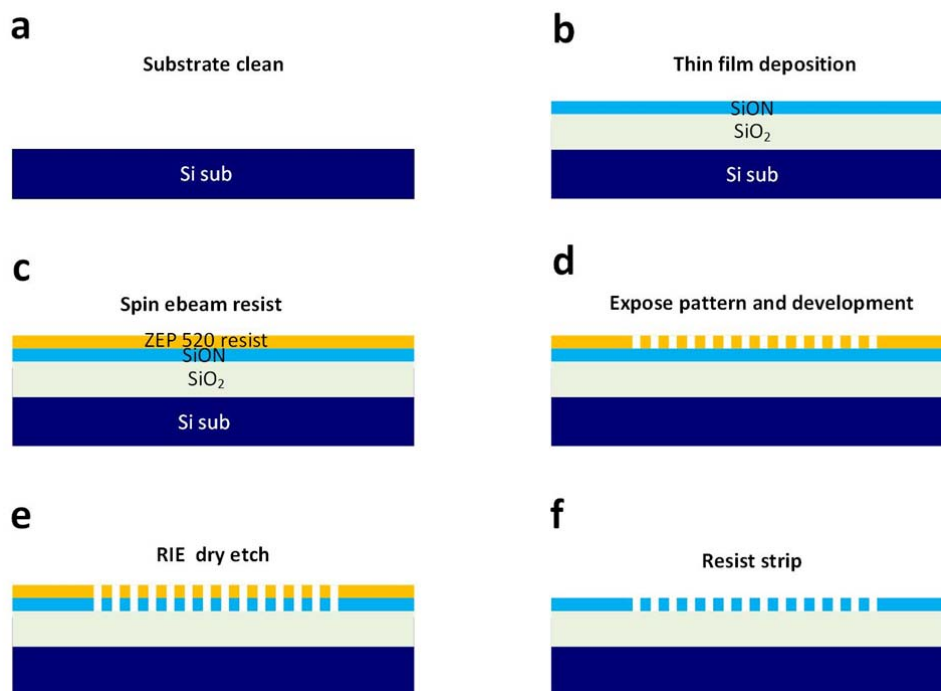 a
Substrate clean
Si sub
b
Thin film deposition
SiON
SiO₂
Si sub
c
Spin ebeam resist
ZEP 520 resist
SiON
SiO₂
Si sub
d
Expose pattern and development
e
RIE dry etch
f
Resist strip